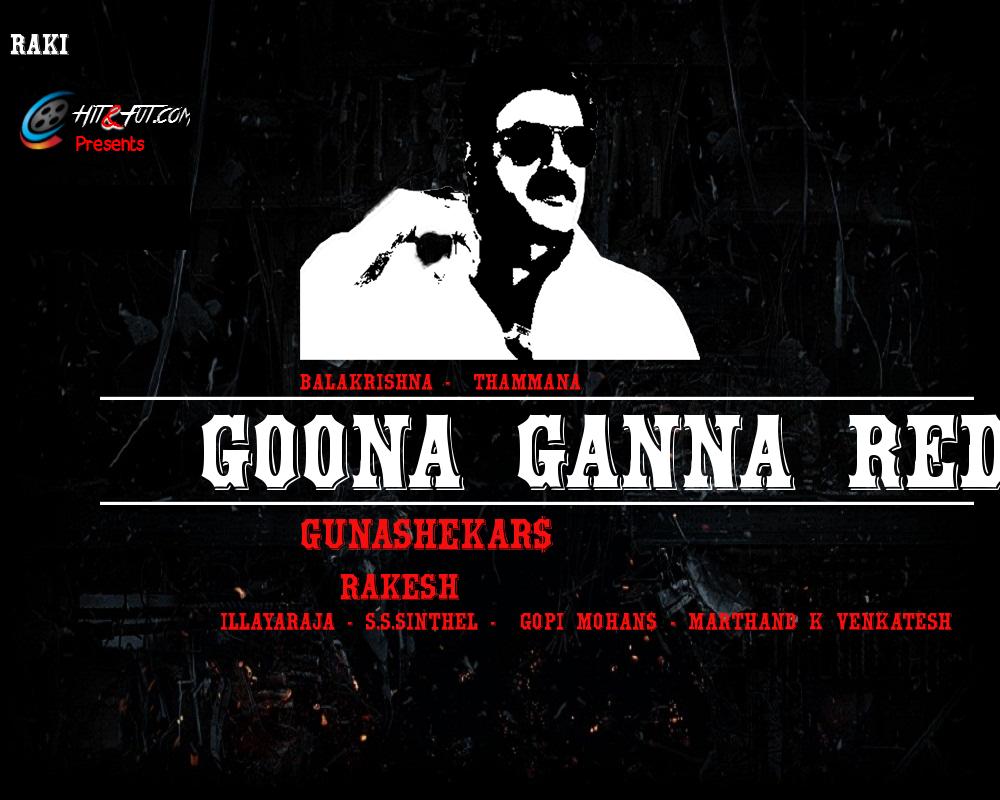 RAKI
HIT&FUT.COM
Presents
BALAKRISHNA - THAMMANA
GOONA GANNA RED
GUNASHEKAR$
RAKESH
ILLAYARAJA - S.S.SINTHEL - GOPI MOHAN$ - MARTHAND K VENKATESH